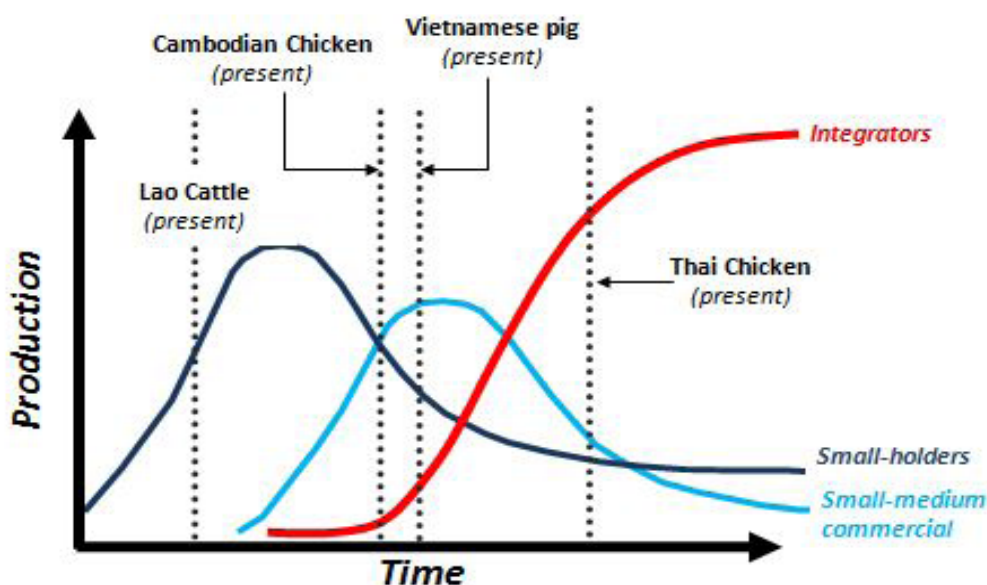 Vietnamese pig
(present)
Cambodian Chicken
(present)
Integrators
Lao Cattle
(present)
Thai Chicken
(present)
Production
Small-holders
Small-medium
commercial
Time